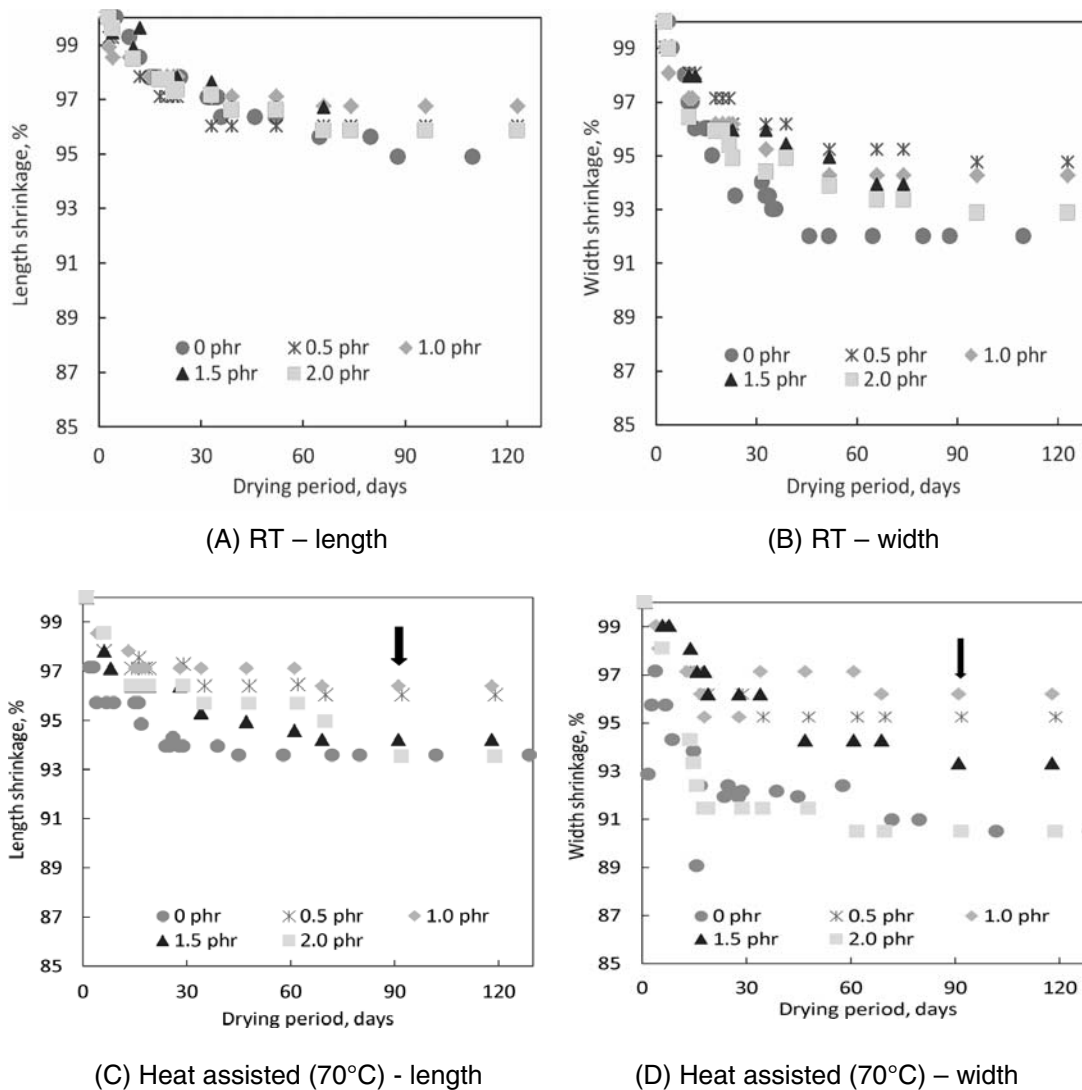 99
97
95
93
91
89
87
85
Length shrinkage, %
0 phr 0.5 phr 1.0 phr
1.5 phr 2.0 phr
0 30 60 90 120
Drying period, days
(A) RT – length
99
97
95
93
91
89
87
85
Width shrinkage, %
0 phr 0.5 phr 1.0 phr
1.5 phr 2.0 phr
0 30 60 90 120
Drying period, days
(B) RT – width
99
97
95
93
91
89
87
85
Length shrinkage, %
0 phr 0.5 phr 1.0 phr
1.5 phr 2.0 phr
0 30 60 90 120
Drying period, days
(C) Heat assisted (70°C) - length
99
97
95
93
91
89
87
85
Width shrinkage, %
0 phr 0.5 phr 1.0 phr
1.5 phr 2.0 phr
0 30 60 90 120
Drying period, days
(D) Heat assisted (70°C) – width